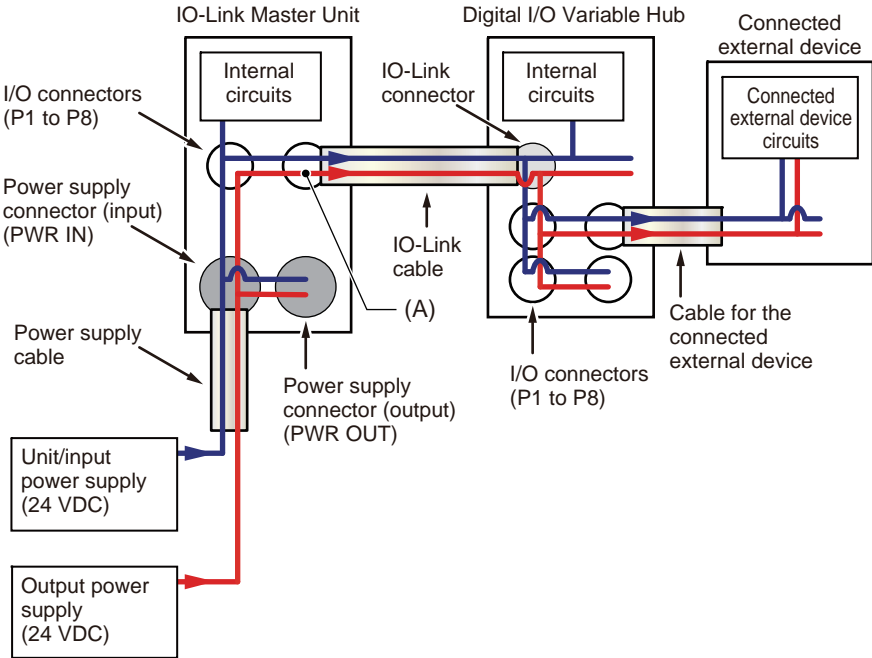 IO-Link Master Unit
Digital I/O Variable Hub
Connected
external device
Internal
circuits
I/O connectors
(P1 to P8)
IO-Link
connector
Internal
circuits
Connected
external device
circuits
Power supply
connector (input)
(PWR IN)
IO-Link
cable
(A)
Power supply
cable
Power supply
connector (output)
(PWR OUT)
I/O connectors
(P1 to P8)
Cable for the
connected
external device
Unit/input
power supply
(24 VDC)
Output power
supply
(24 VDC)